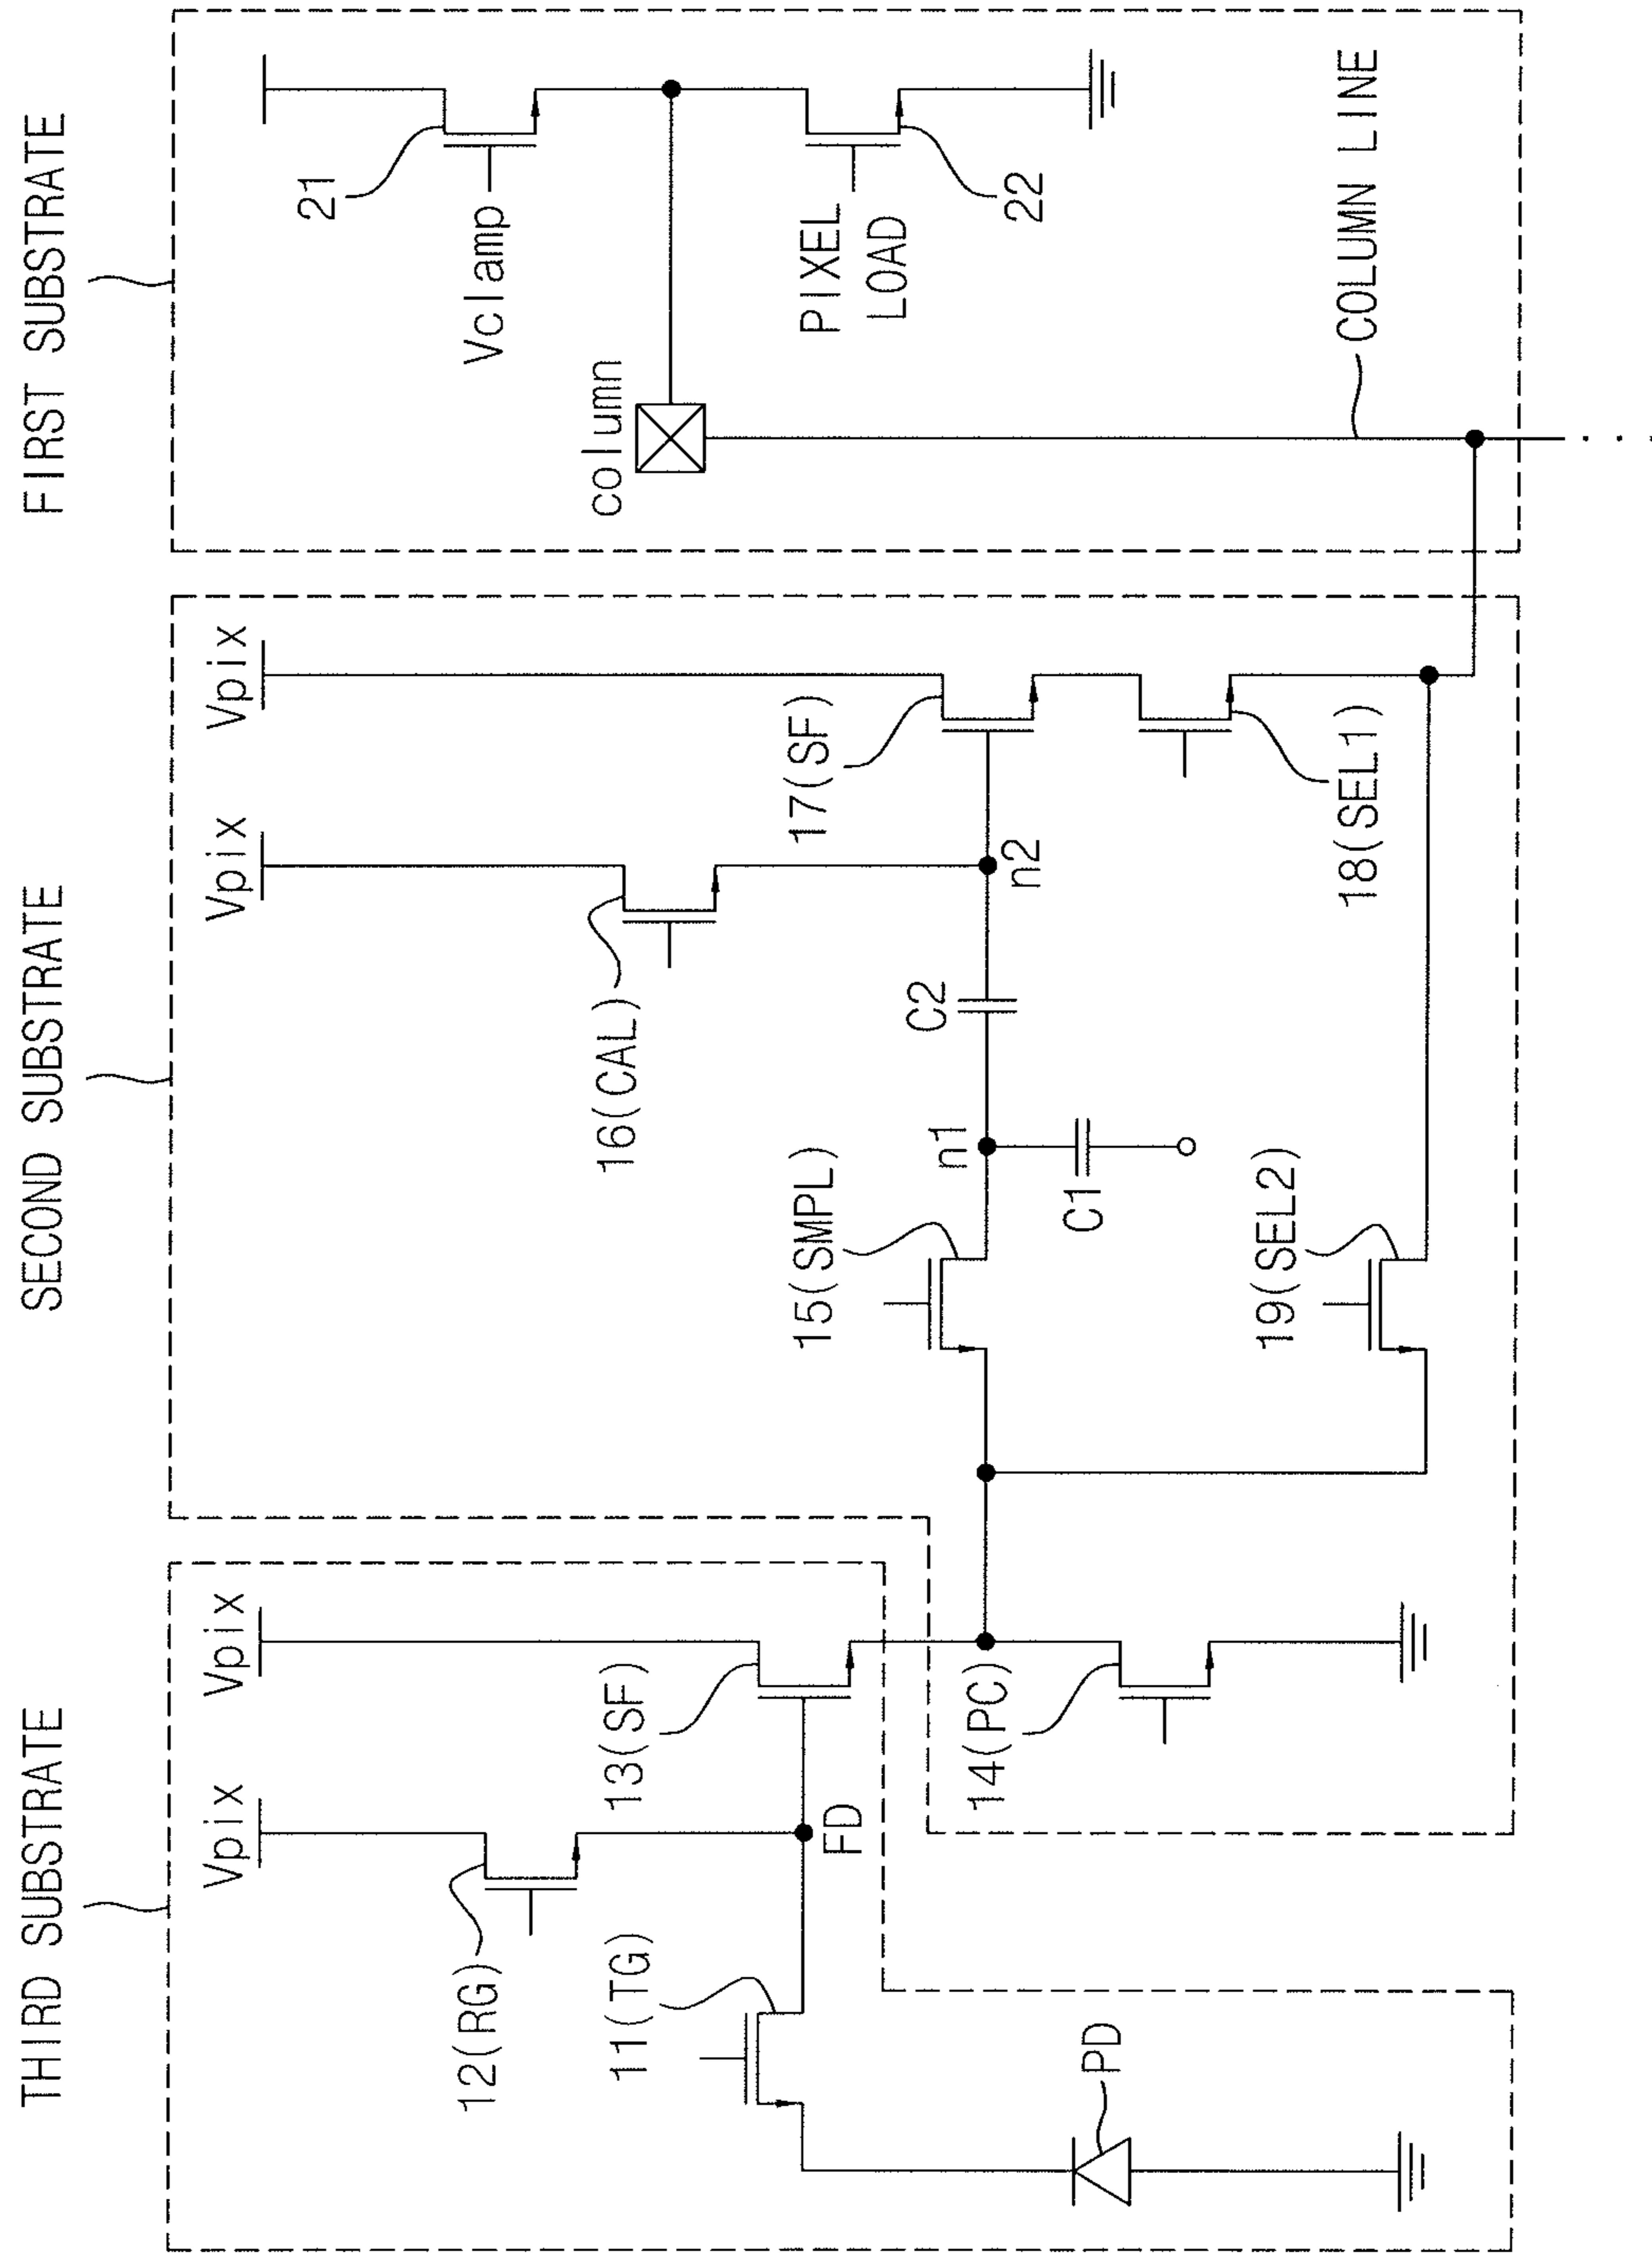 THIRD SUBSTRATE
SECOND SUBSTRATE
FIRST SUBSTRATE
Vpix
Vpix
Vpix
Vpix
12(RG)
13(SF)
11(TG)
FD
PD
14(PC)
15(SMPL)
16(CAL)
n1
C1
C2
n2
17(SF)
18(SEL1)
19(SEL2)
21
Vclamp
column
PIXEL
LOAD
22
COLUMN LINE